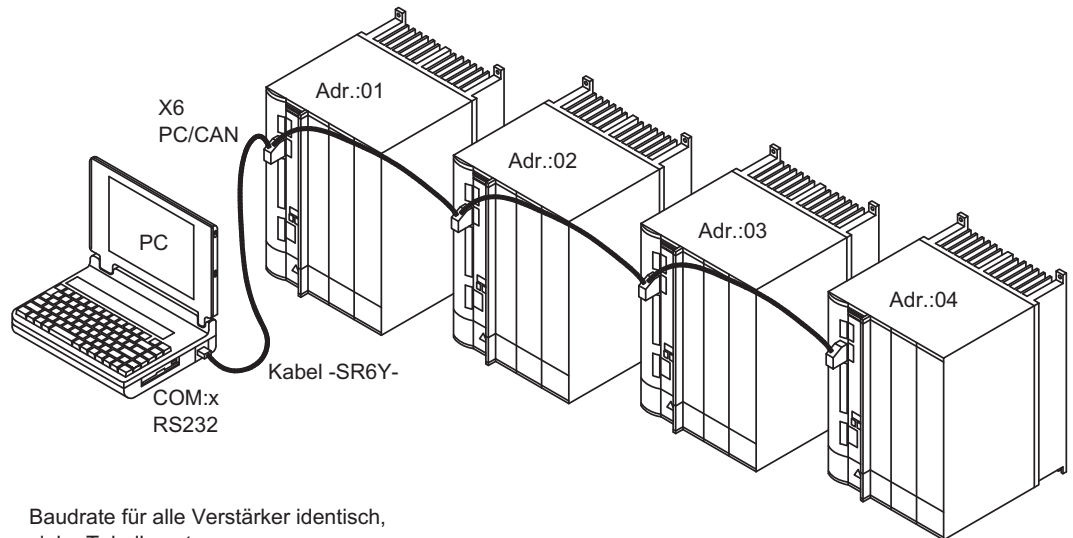 Adr.:01
X6
PC/CAN
Adr.:02
Adr.:03
PC
Adr.:04
Kabel -SR6Y-
COM:x
RS232
Baudrate für alle Verstärker identisch,